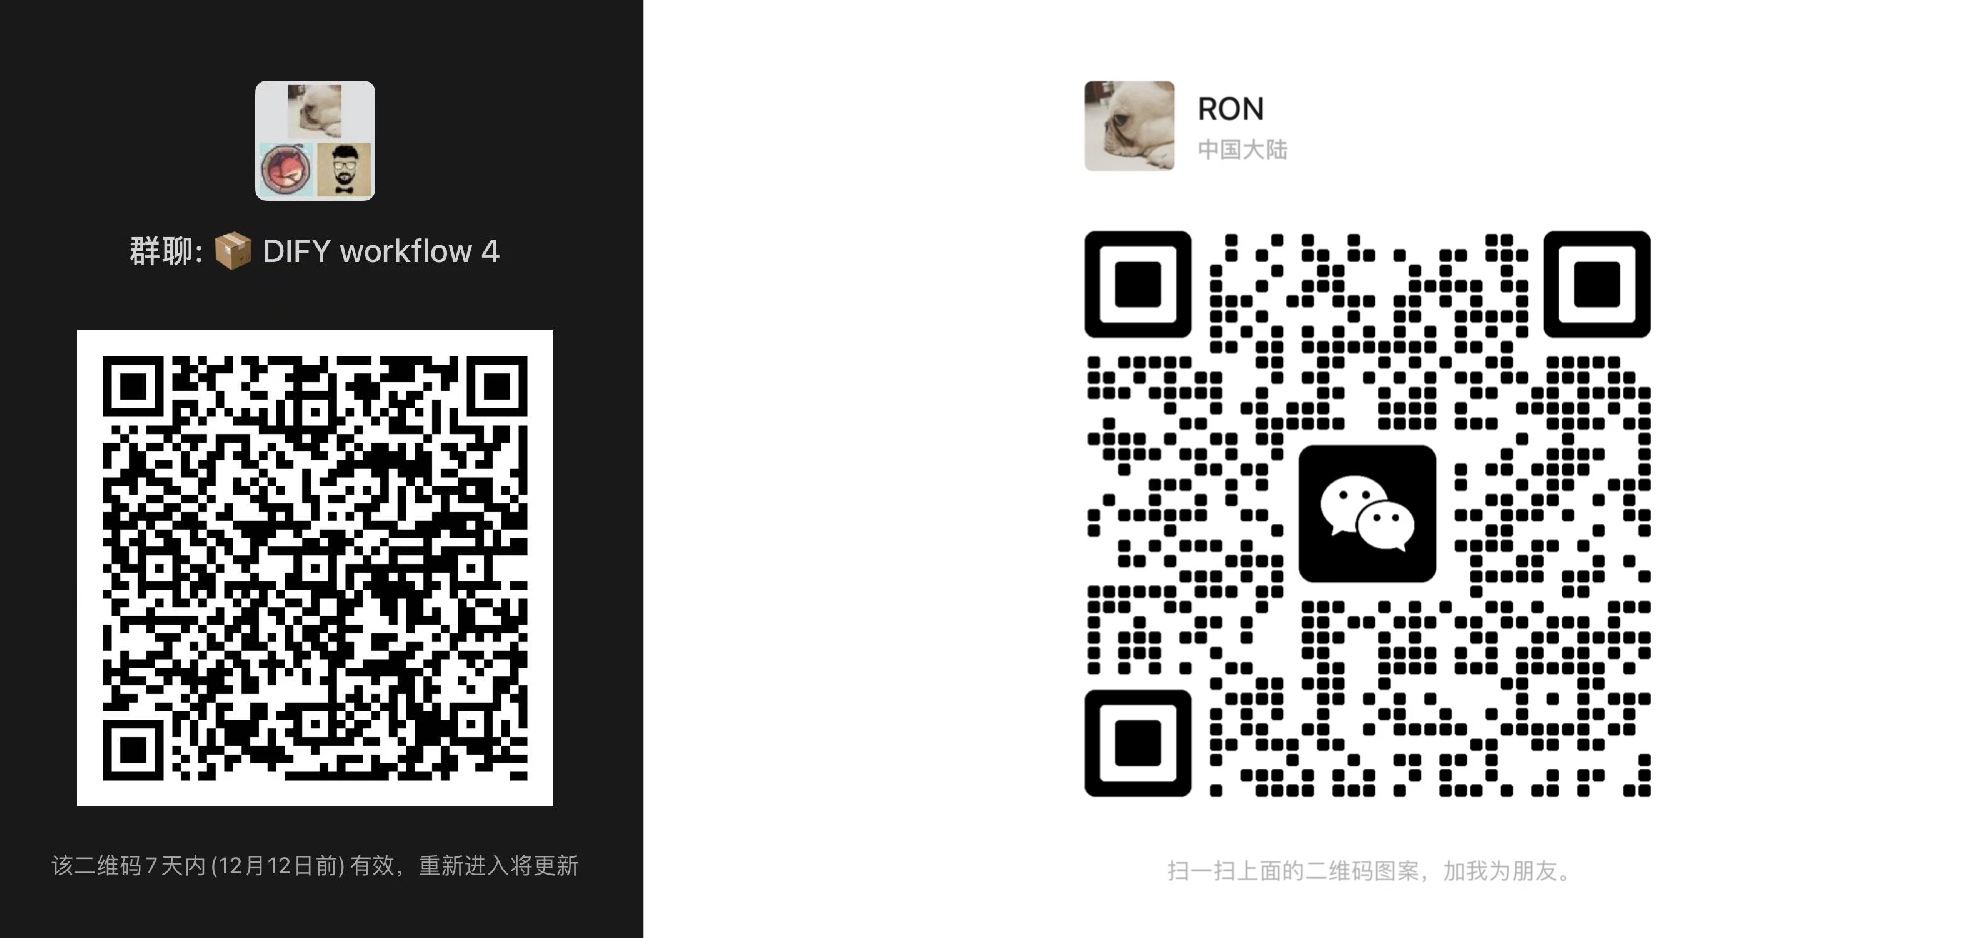 群聊: 📦 DIFY workflow 4
该二维码7天内(12月12日前)有效，重新进入将更新
RON
中国大陆
扫一扫上面的二维码图案，加我为朋友。